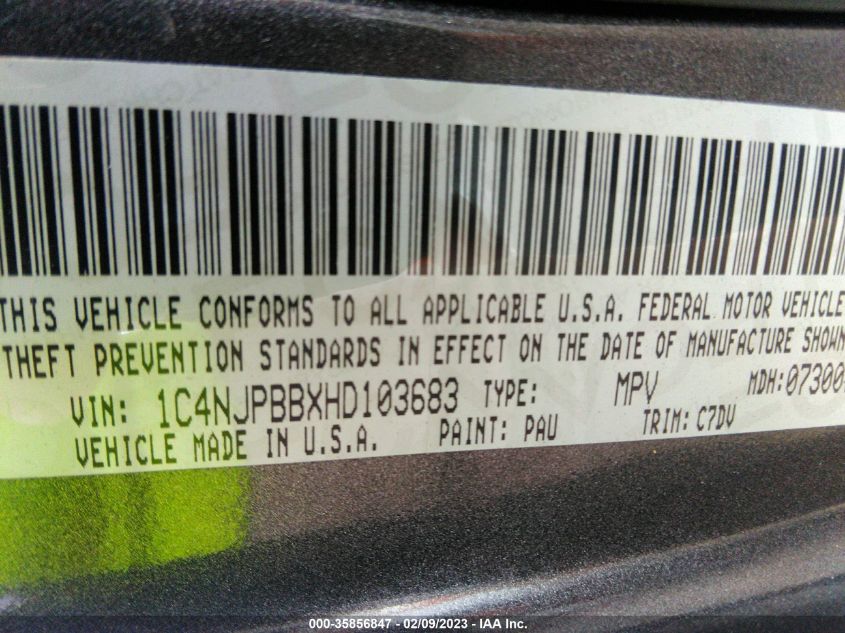 THIS VEHICLE CONFORMS TO ALL APPLICABLE U.S.A. FEDERAL MOTOR VEHICLE
THEFT PREVENTION STANDARDS IN EFFECT ON THE DATE OF MANUFACTURE SHOWN
VIN: 1C4NJPBBXHD103683 TYPE: MPV MDH:07300
VEHICLE MADE IN U.S.A. PAINT: PAU TRIM: C7DV
000-35856847 - 02/09/2023 - IAA Inc.